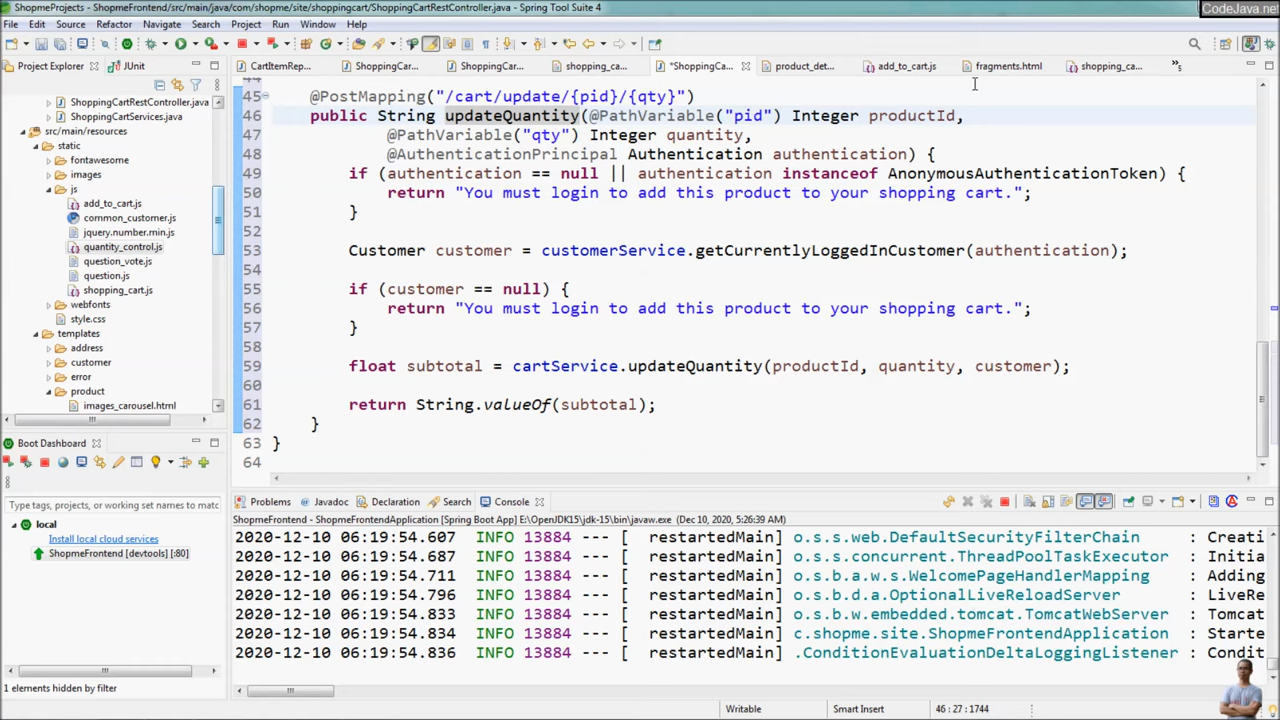 ShopmeProjects - ShopmeFrontend/src/main/java/com/shopme/site/shoppingcart/ShoppingCartRestController.java - Spring Tool Suite 4
CodeJava.net
File Edit Source Refactor Navigate Search Project Run Window Help
Project Explorer JUnit
CartItemRep... ShoppingCar... ShoppingCar... shopping_ca... *ShoppingCa... product_det... add_to_cart.js fragments.html shopping_ca...
ShoppingCartRestController.java
ShoppingCartServices.java
src/main/resources
static
fontawesome
images
js
add_to_cart.js
common_customer.js
jquery.number.min.js
quantity_control.js
question_vote.js
question.js
shopping_cart.js
webfonts
style.css
templates
address
customer
error
product
images_carousel.html
44
45 @PostMapping("/cart/update/{pid}/{qty}")
46 public String updateQuantity(@PathVariable("pid") Integer productId,
47 @PathVariable("qty") Integer quantity,
48 @AuthenticationPrincipal Authentication authentication) {
49 if (authentication == null || authentication instanceof AnonymousAuthenticationToken) {
50 return "You must login to add this product to your shopping cart.";
51 }
52
53 Customer customer = customerService.getCurrentlyLoggedInCustomer(authentication);
54
55 if (customer == null) {
56 return "You must login to add this product to your shopping cart.";
57 }
58
59 float subtotal = cartService.updateQuantity(productId, quantity, customer);
60
61 return String.valueOf(subtotal);
62 }
63 }
64
Boot Dashboard
Type tags, projects, or working set names to match
local
Install local cloud services
ShopmeFrontend [devtools] [:80]
1 elements hidden by filter
Problems Javadoc Declaration Search Console
ShopmeFrontend - ShopmeFrontendApplication [Spring Boot App] E:\OpenJDK15\jdk-15\bin\javaw.exe (Dec 10, 2020, 5:26:39 AM)
2020-12-10 06:19:54.607 INFO 13884 --- [ restartedMain] o.s.s.web.DefaultSecurityFilterChain : Creati
2020-12-10 06:19:54.687 INFO 13884 --- [ restartedMain] o.s.s.concurrent.ThreadPoolTaskExecutor : Initia
2020-12-10 06:19:54.711 INFO 13884 --- [ restartedMain] o.s.b.a.w.s.WelcomePageHandlerMapping : Adding
2020-12-10 06:19:54.796 INFO 13884 --- [ restartedMain] o.s.b.d.a.OptionalLiveReloadServer : LiveRe
2020-12-10 06:19:54.833 INFO 13884 --- [ restartedMain] o.s.b.w.embedded.tomcat.TomcatWebServer : Tomcat
2020-12-10 06:19:54.834 INFO 13884 --- [ restartedMain] c.shopme.site.ShopmeFrontendApplication : Starte
2020-12-10 06:19:54.836 INFO 13884 --- [ restartedMain] .ConditionEvaluationDeltaLoggingListener : Condit
Writable Smart Insert 46 : 27 : 1744